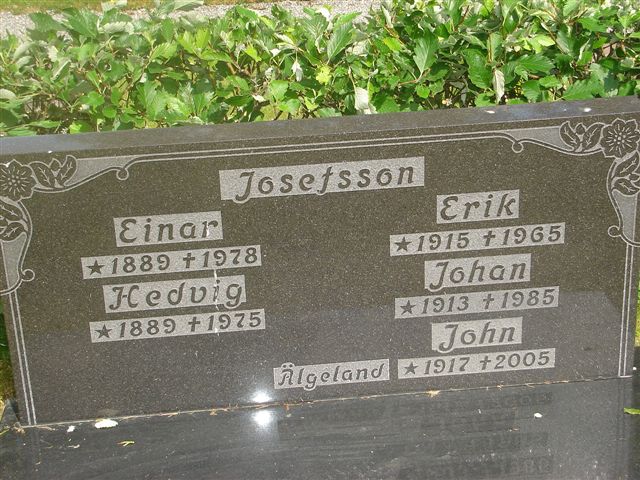 Josefsson
Einar
★ 1889 † 1978
Hedvig
★ 1889 † 1975
Erik
★ 1915 † 1965
Johan
★ 1913 † 1985
John
★ 1917 † 2005
Älgeland